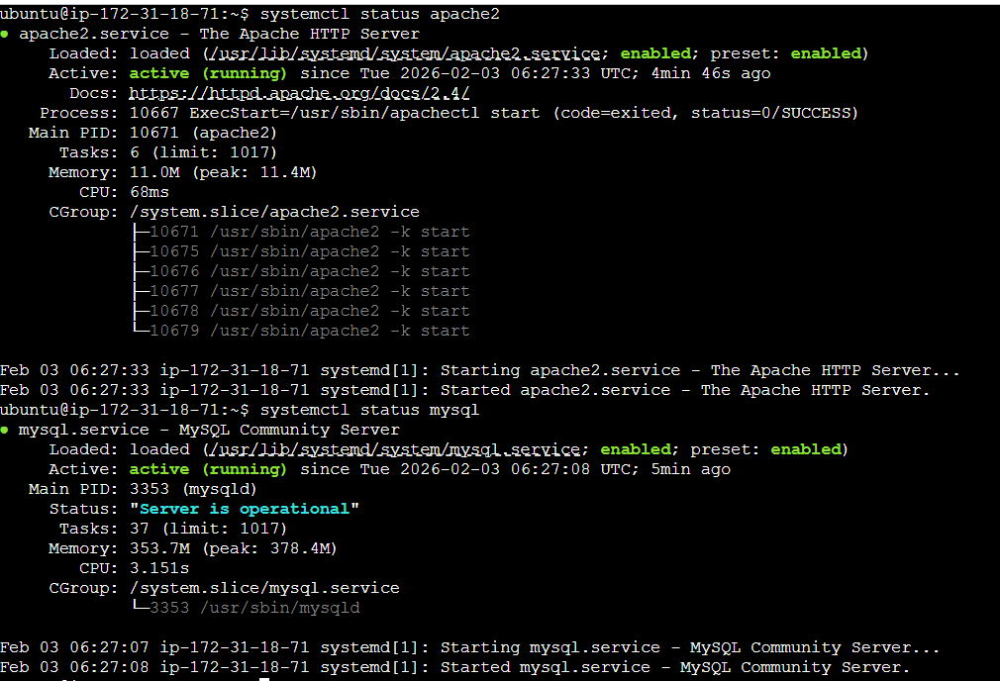 ubuntu@ip-172-31-18-71:~$ systemctl status apache2
● apache2.service - The Apache HTTP Server
     Loaded: loaded (/usr/lib/systemd/system/apache2.service; enabled; preset: enabled)
     Active: active (running) since Tue 2026-02-03 06:27:33 UTC; 4min 46s ago
       Docs: https://httpd.apache.org/docs/2.4/
    Process: 10667 ExecStart=/usr/sbin/apachectl start (code=exited, status=0/SUCCESS)
   Main PID: 10671 (apache2)
      Tasks: 6 (limit: 1017)
     Memory: 11.0M (peak: 11.4M)
        CPU: 68ms
     CGroup: /system.slice/apache2.service
             ├─10671 /usr/sbin/apache2 -k start
             ├─10675 /usr/sbin/apache2 -k start
             ├─10676 /usr/sbin/apache2 -k start
             ├─10677 /usr/sbin/apache2 -k start
             ├─10678 /usr/sbin/apache2 -k start
             └─10679 /usr/sbin/apache2 -k start

Feb 03 06:27:33 ip-172-31-18-71 systemd[1]: Starting apache2.service - The Apache HTTP Server...
Feb 03 06:27:33 ip-172-31-18-71 systemd[1]: Started apache2.service - The Apache HTTP Server.
ubuntu@ip-172-31-18-71:~$ systemctl status mysql
● mysql.service - MySQL Community Server
     Loaded: loaded (/usr/lib/systemd/system/mysql.service; enabled; preset: enabled)
     Active: active (running) since Tue 2026-02-03 06:27:08 UTC; 5min ago
   Main PID: 3353 (mysqld)
     Status: "Server is operational"
      Tasks: 37 (limit: 1017)
     Memory: 353.7M (peak: 378.4M)
        CPU: 3.151s
     CGroup: /system.slice/mysql.service
             └─3353 /usr/sbin/mysqld

Feb 03 06:27:07 ip-172-31-18-71 systemd[1]: Starting mysql.service - MySQL Community Server...
Feb 03 06:27:08 ip-172-31-18-71 systemd[1]: Started mysql.service - MySQL Community Server.